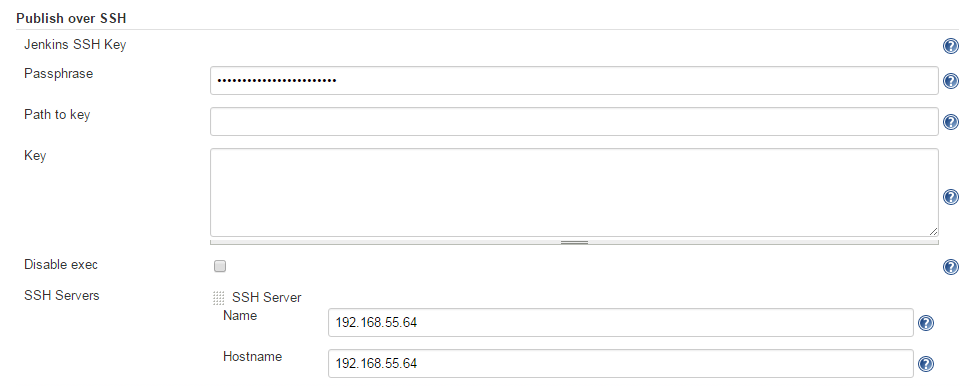 Publish over SSH
Jenkins SSH Key
Passphrase ••••••••••••••••••••••••
Path to key
Key
Disable exec
SSH Servers
SSH Server
Name 192.168.55.64
Hostname 192.168.55.64